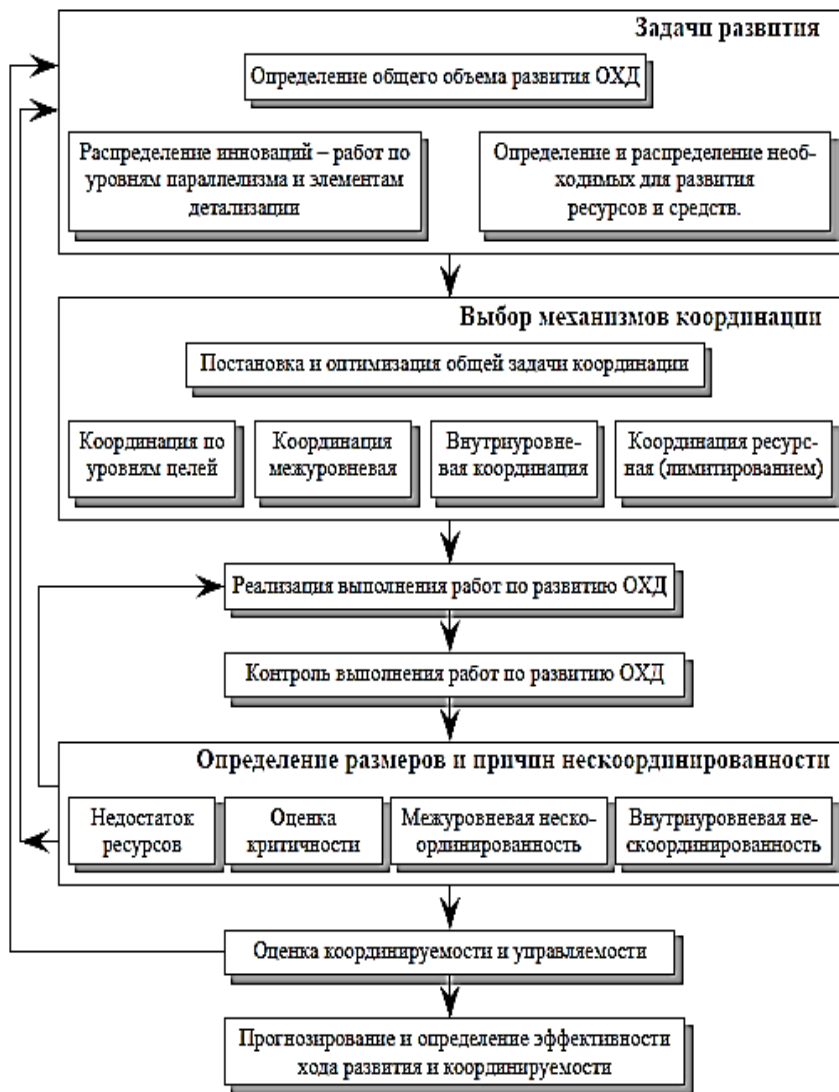 Задачи развития
Определение общего объема развития ОХД
Распределение инноваций – работ по
уровням параллелизма и элементам
детализации
Определение и распределение необ-
ходимых для развития
ресурсов и средств.
Выбор механизмов координации
Постановка и оптимизация общей задачи координации
Координация по
уровням целей
Координация
межуровневая
Внутриуровне-
вая координация
Координация ресурс-
ная (лимитированием)
Реализация выполнения работ по развитию ОХД
Контроль выполнения работ по развитию ОХД
Определение размеров и причин нескоординированности
Недостаток
ресурсов
Оценка
критичности
Межуровневая неско-
ординированность
Внутриуровневая не-
скоординированность
Оценка координируемости и управляемости
Прогнозирование и определение эффективности
хода развития и координируемости